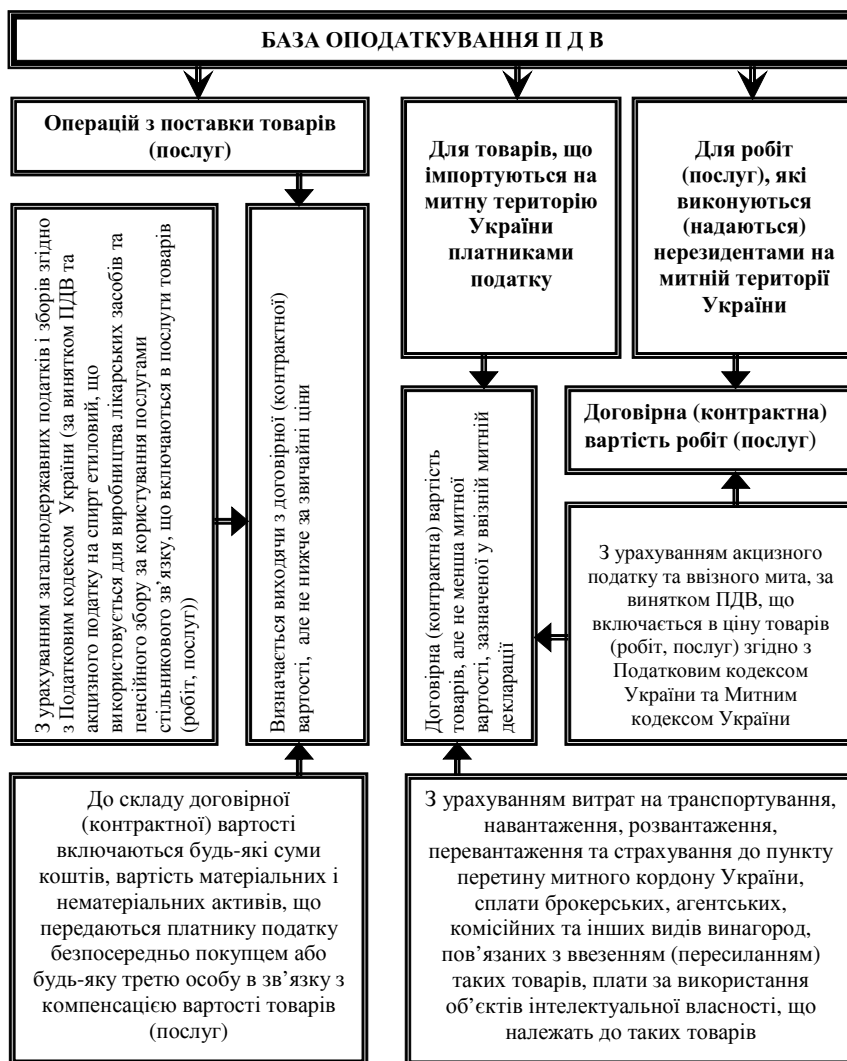 БАЗА ОПОДАТКУВАННЯ П Д В
Операцій з поставки товарів
(послуг)
Для товарів, що
імпортуються на
митну територію
України
платниками
податку
Для робіт
(послуг), які
виконуються
(надаються)
нерезидентами на
митній території
України
З урахуванням загальнодержавних податків і зборів згідно
з Податковим кодексом України (за винятком ПДВ та
акцизного податку на спирт етиловий, що
використовується для виробництва лікарських засобів та
пенсійного збору за користування послугами
стільникового зв’язку, що включаються в послуги товарів
(робіт, послуг))
Визначається виходячи з договірної (контрактної)
вартості, але не нижче за звичайні ціни
Договірна (контрактна) вартість
товарів, але не менша митної
вартості, зазначеної у ввізній митній
декларації
Договірна (контрактна)
вартість робіт (послуг)
З урахуванням акцизного
податку та ввізного мита, за
винятком ПДВ, що
включається в ціну товарів
(робіт, послуг) згідно з
Податковим кодексом
України та Митним
кодексом України
До складу договірної
(контрактної) вартості
включаються будь-які суми
коштів, вартість матеріальних і
нематеріальних активів, що
передаються платнику податку
безпосередньо покупцем або
будь-яку третю особу в зв’язку з
компенсацією вартості товарів
(послуг)
З урахуванням витрат на транспортування,
навантаження, розвантаження,
перевантаження та страхування до пункту
перетину митного кордону України,
сплати брокерських, агентських,
комісійних та інших видів винагород,
пов’язаних з ввезенням (пересиланням)
таких товарів, плати за використання
об’єктів інтелектуальної власності, що
належать до таких товарів